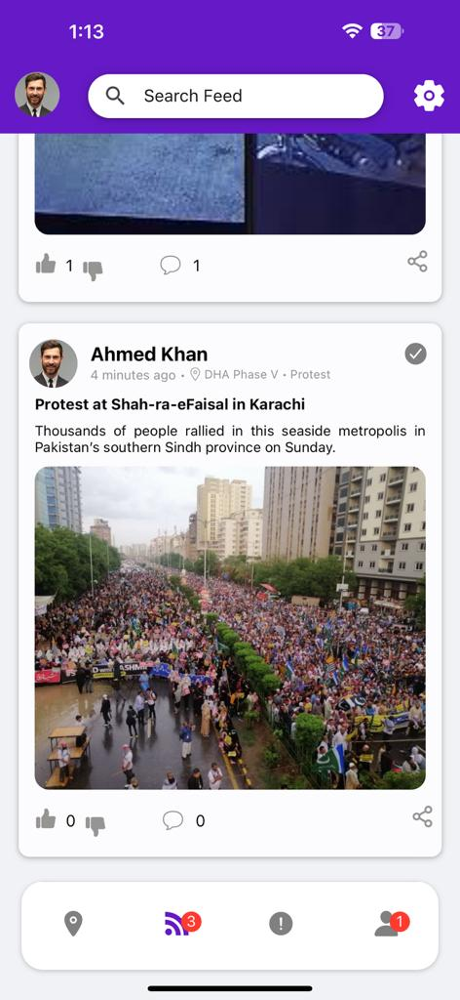 1:13
37
Search Feed
1
1
Ahmed Khan
4 minutes ago • DHA Phase V • Protest
Protest at Shah-ra-eFaisal in Karachi
Thousands of people rallied in this seaside metropolis in
Pakistan's southern Sindh province on Sunday.
0
0
3
1